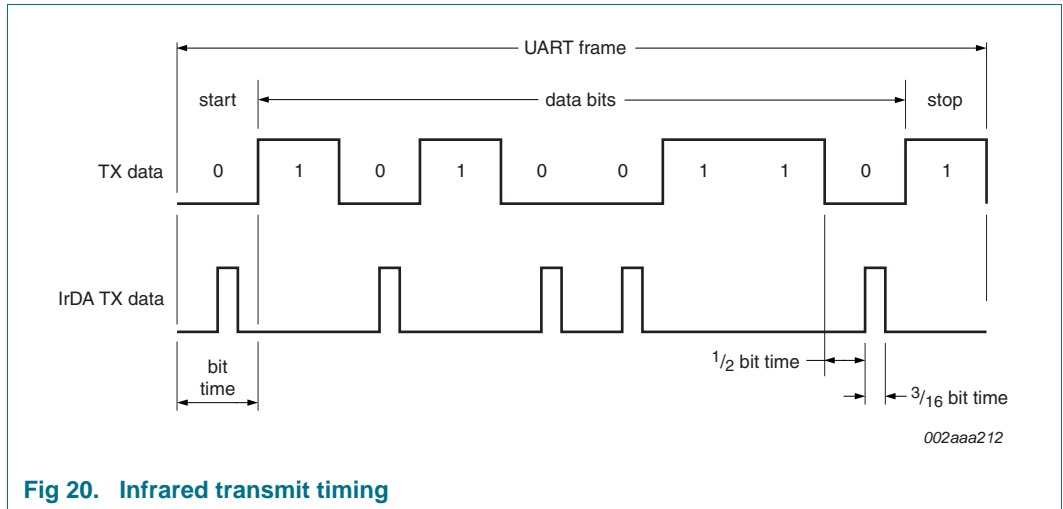 UART frame
start data bits stop
TX data 0 1 0 1 0 0 1 1 0 1
IrDA TX data
bit
time
1/2 bit time
3/16 bit time
002aaa212
Fig 20. Infrared transmit timing